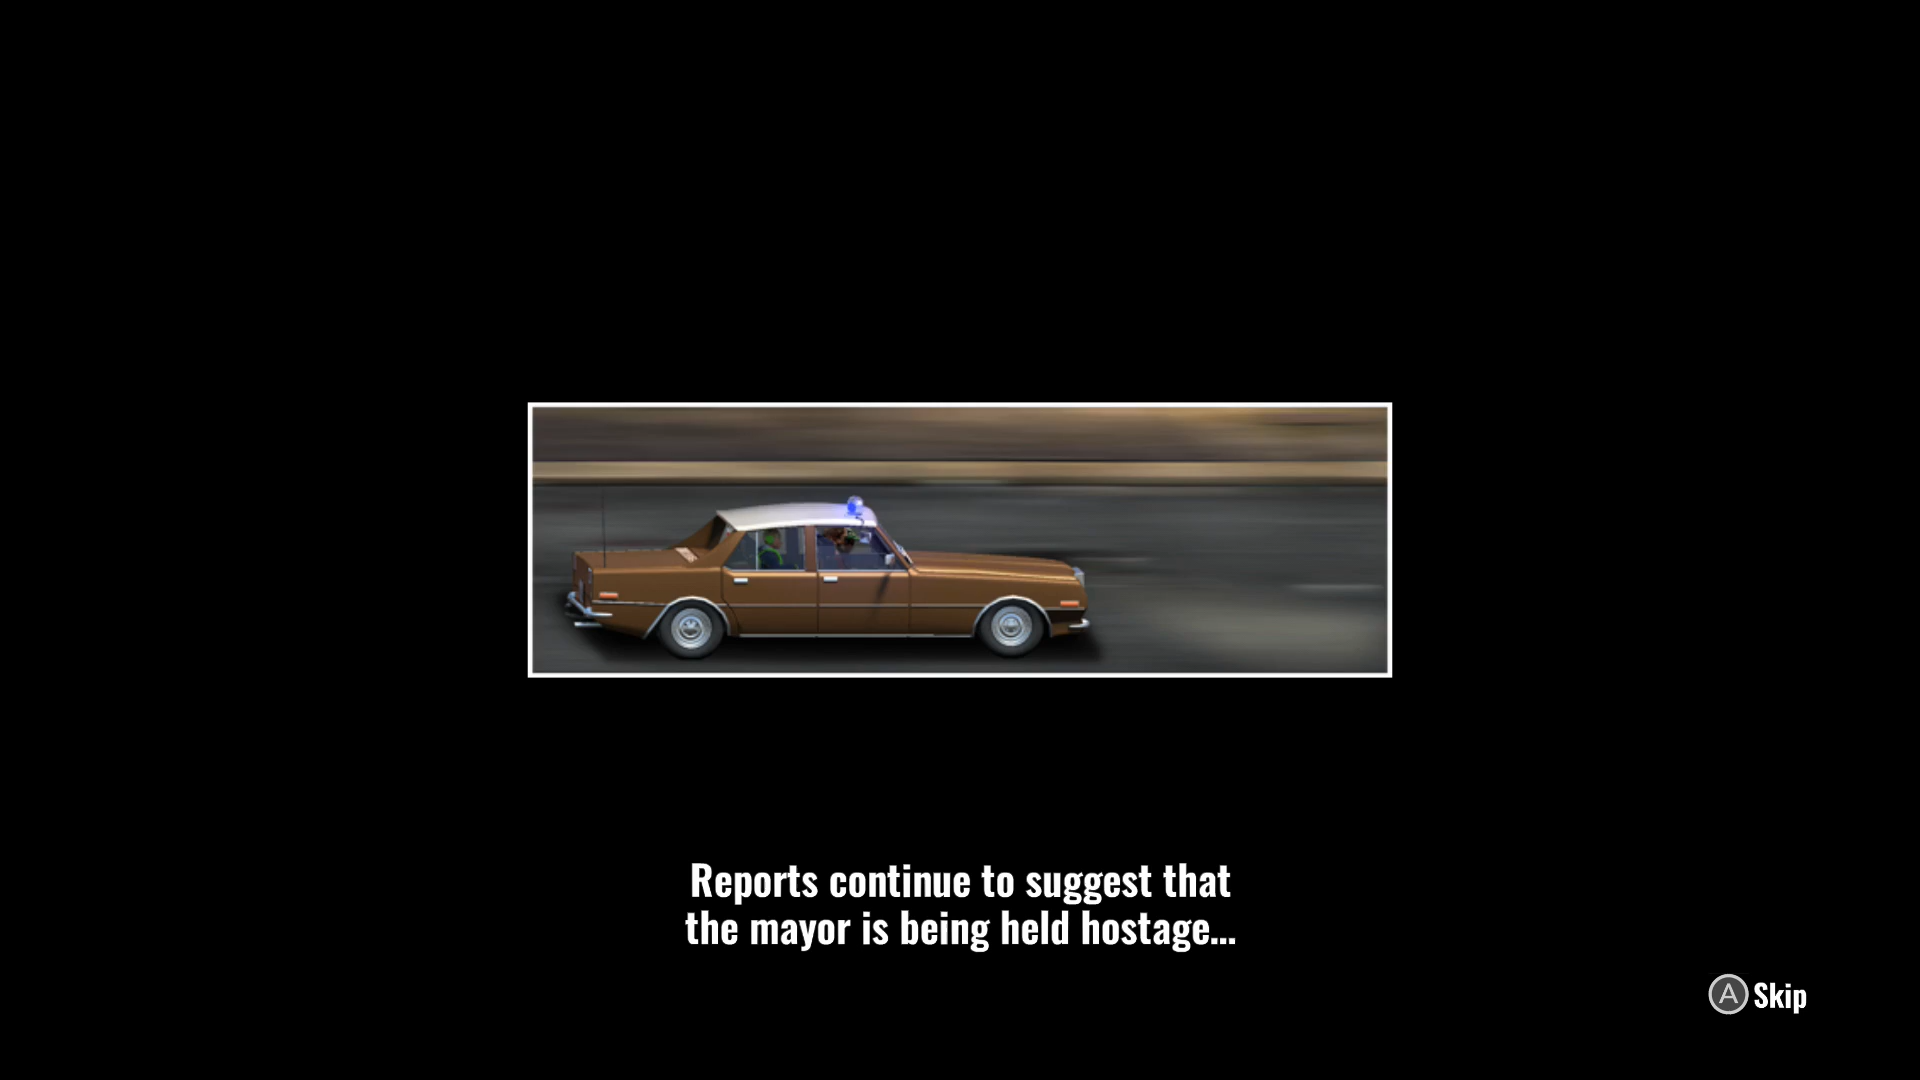 Reports continue to suggest that
the mayor is being held hostage...
A Skip